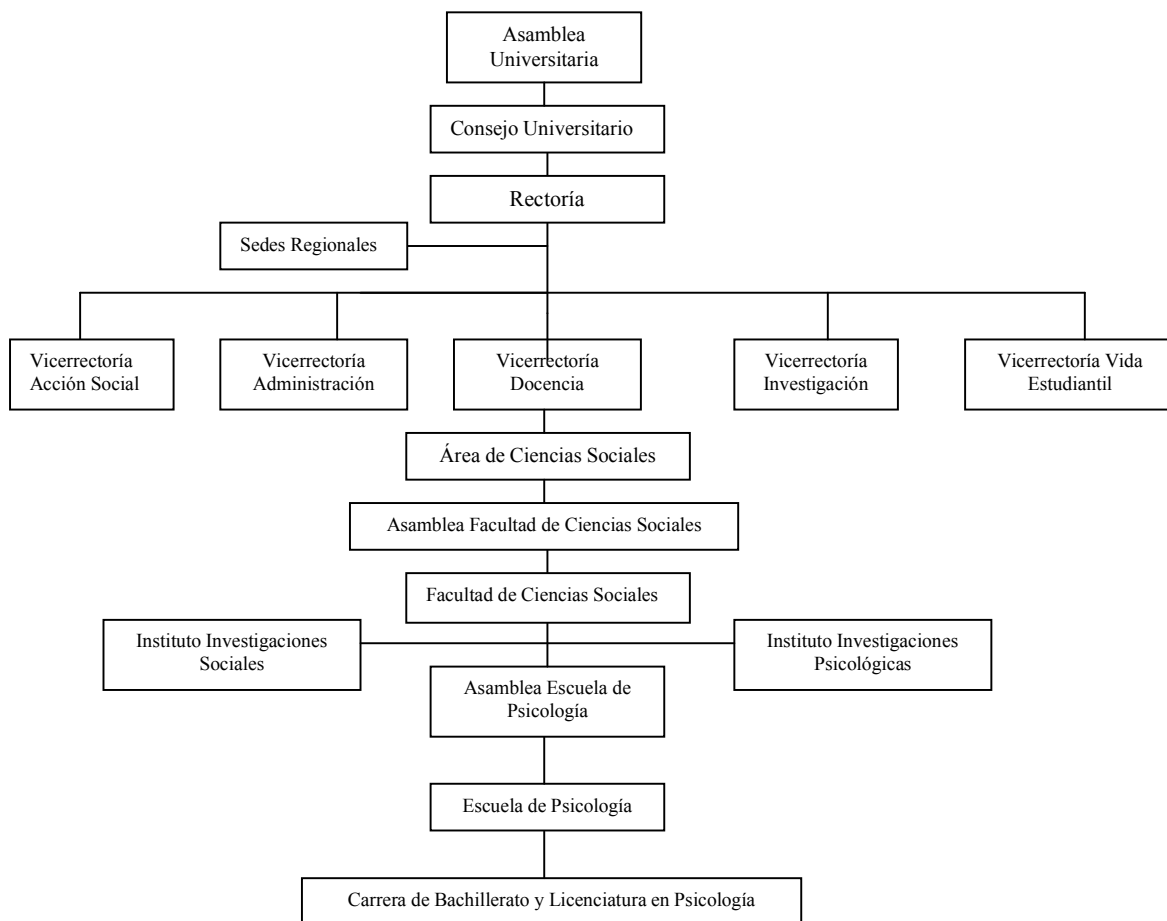 Asamblea
Universitaria
Consejo Universitario
Rectoría
Sedes Regionales
Vicerrectoría
Acción Social
Vicerrectoría
Administración
Vicerrectoría
Docencia
Vicerrectoría
Investigación
Vicerrectoría Vida
Estudiantil
Área de Ciencias Sociales
Asamblea Facultad de Ciencias Sociales
Facultad de Ciencias Sociales
Instituto Investigaciones
Sociales
Instituto Investigaciones
Psicológicas
Asamblea Escuela de
Psicología
Escuela de Psicología
Carrera de Bachillerato y Licenciatura en Psicología